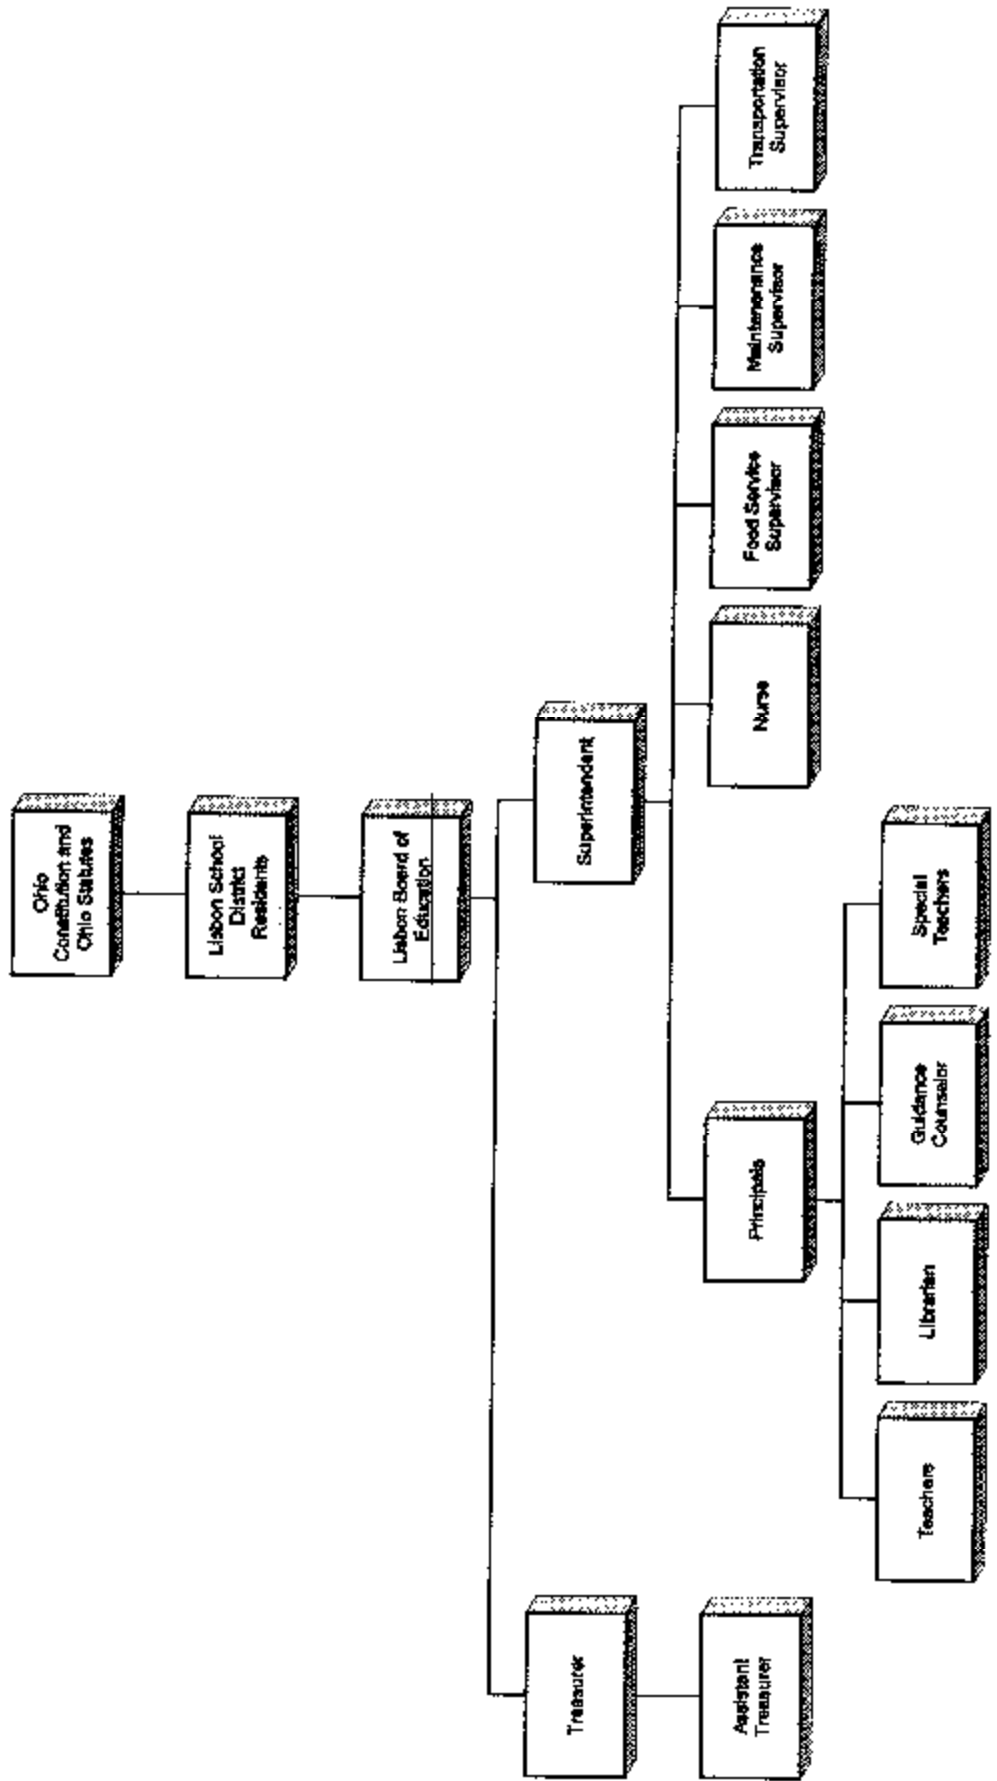 Ohio
Constitution and
Ohio Statutes
Lisbon School
District
Residents
Lisbon Board of
Education
Treasurer
Superintendent
Assistant
Treasurer
Principals
Nurse
Food Service
Supervisor
Maintenance
Supervisor
Transportation
Supervisor
Teachers
Librarian
Guidance
Counselor
Special
Teachers